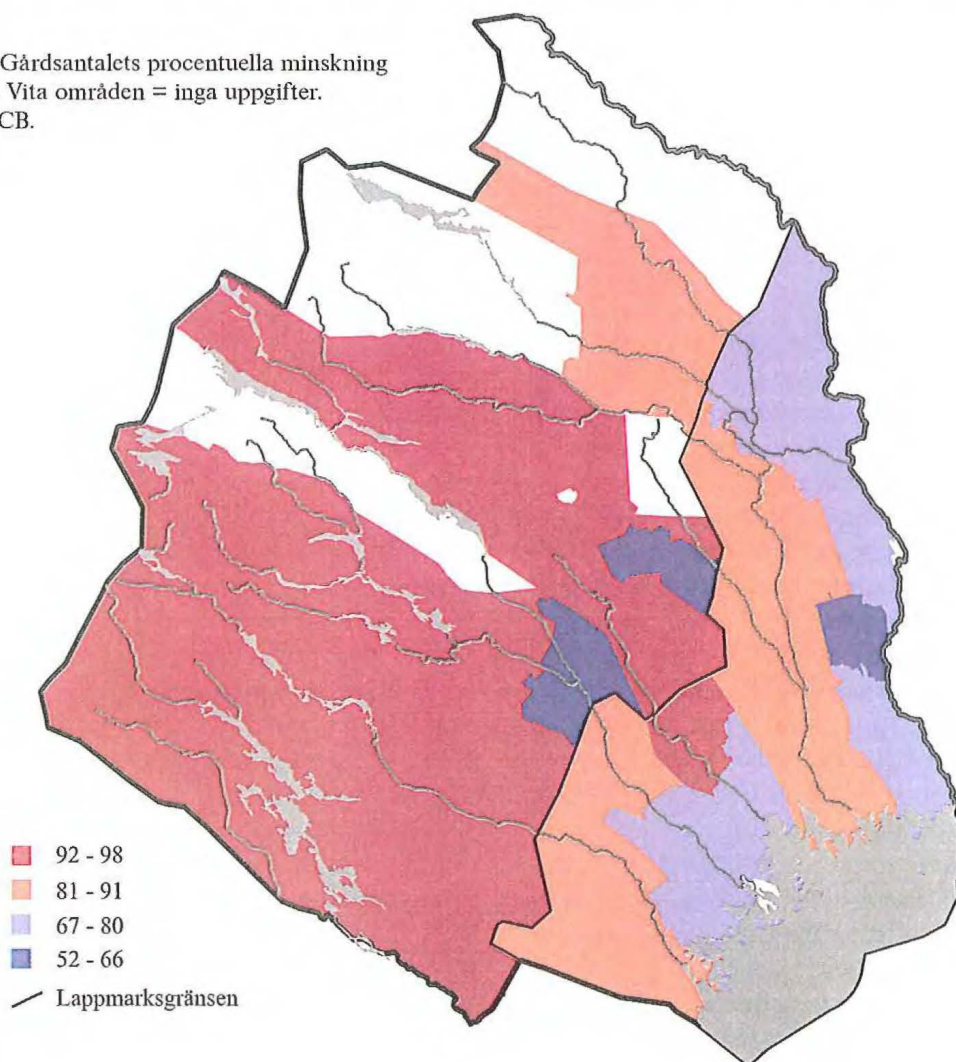 Gårdsantalets procentuella minskning
Vita områden = inga uppgifter.
CB.
92 - 98
81 - 91
67 - 80
52 - 66
Lappmarksgränsen